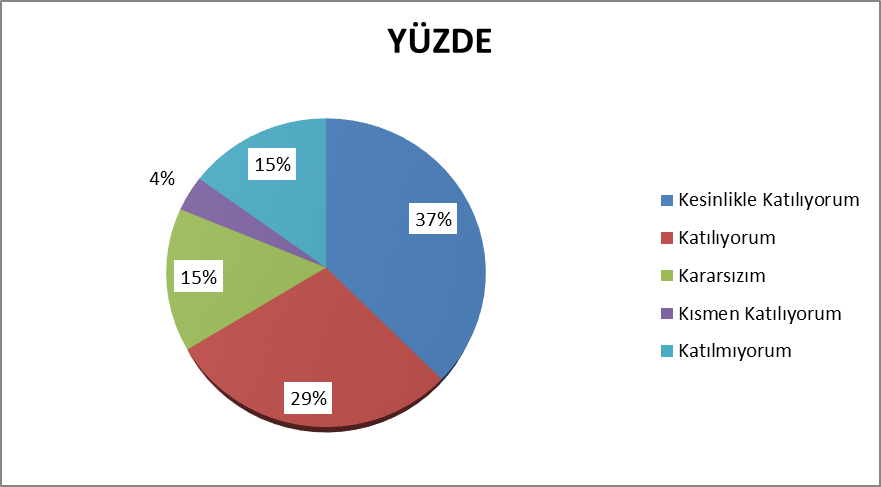 YÜZDE
15%
4%
37%
15%
29%
Kesinlikle Katılıyorum
Katılıyorum
Kararsızım
Kısmen Katılıyorum
Katılmıyorum